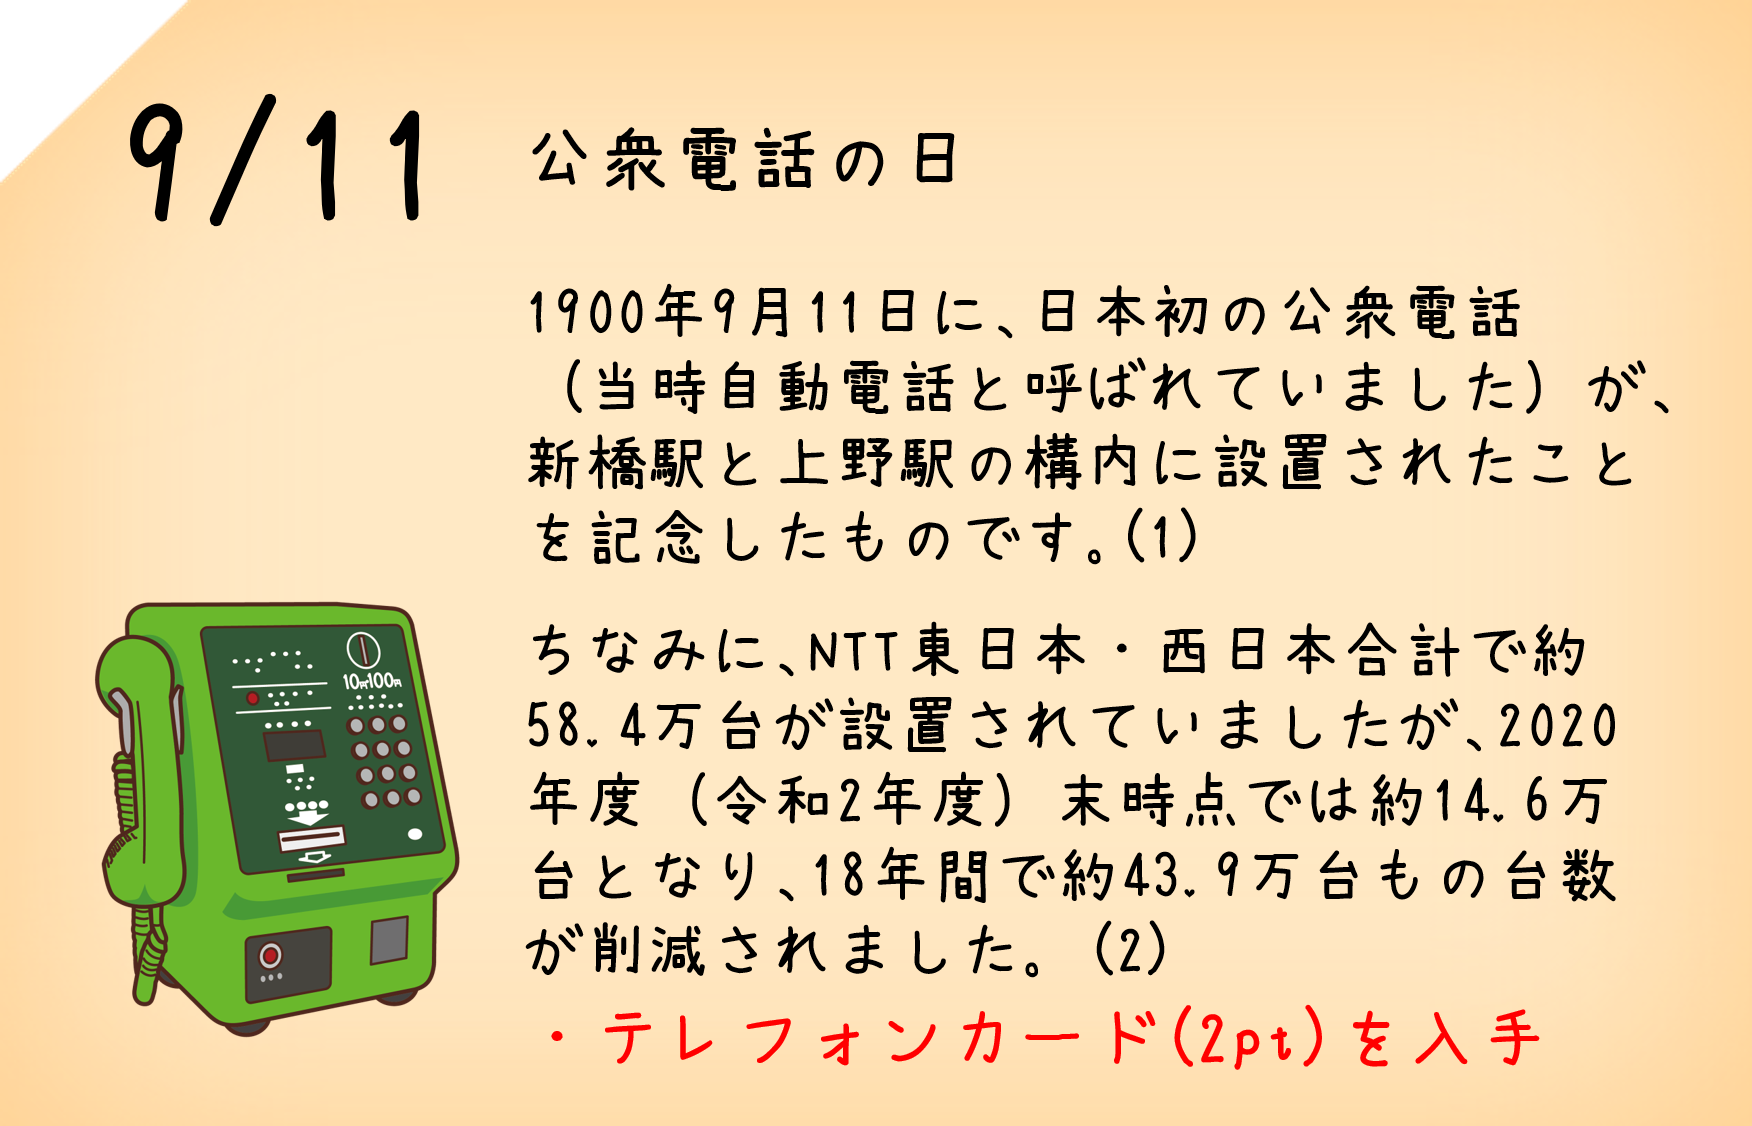 9/11 公衆電話の日
1900年9月11日に、日本初の公衆電話
（当時自動電話と呼ばれていました）が、
新橋駅と上野駅の構内に設置されたこと
を記念したものです。(1)
ちなみに、NTT東日本・西日本合計で約
58.4万台が設置されていましたが、2020
年度（令和2年度）末時点では約14.6万
台となり、18年間で約43.9万台もの台数
が削減されました。（2）
・テレフォンカード(2pt)を入手
10円100円